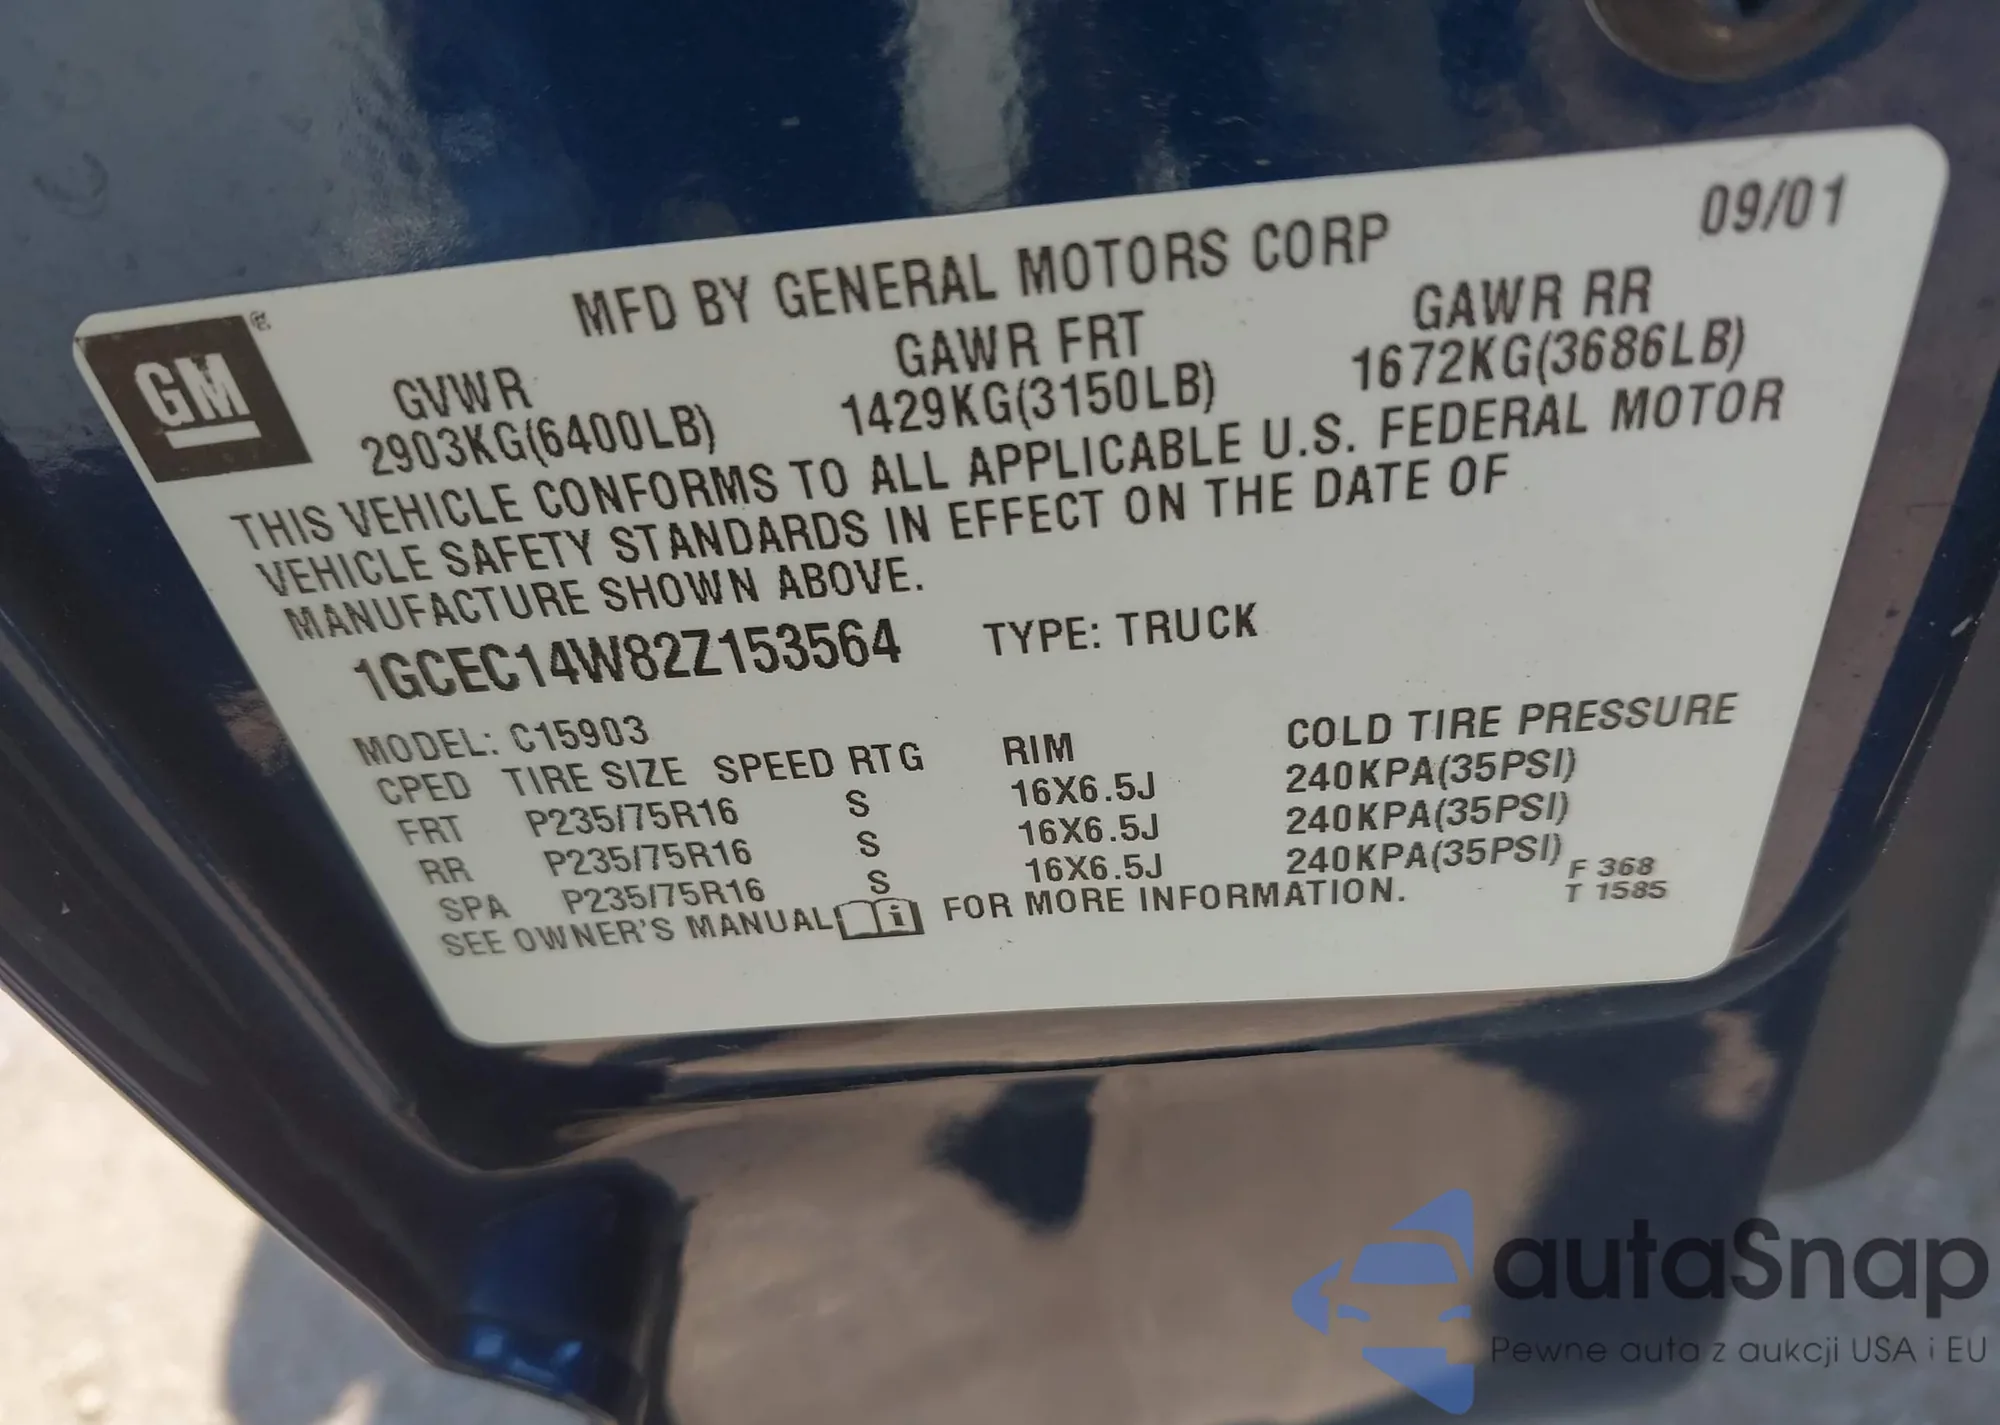 09/01
MFD BY GENERAL MOTORS CORP
GM®
GVWR GAWR FRT GAWR RR
2903KG(6400LB) 1429KG(3150LB) 1672KG(3686LB)
THIS VEHICLE CONFORMS TO ALL APPLICABLE U.S. FEDERAL MOTOR
VEHICLE SAFETY STANDARDS IN EFFECT ON THE DATE OF
MANUFACTURE SHOWN ABOVE.
1GCEC14W82Z153564 TYPE: TRUCK
MODEL: C15903
CPED TIRE SIZE SPEED RTG RIM COLD TIRE PRESSURE
FRT P235/75R16 S 16X6.5J 240KPA(35PSI)
RR P235/75R16 S 16X6.5J 240KPA(35PSI)
SPA P235/75R16 S 16X6.5J 240KPA(35PSI)
SEE OWNER'S MANUAL i FOR MORE INFORMATION.
F 368
T 1585
autaSnap
Pewne auta z aukcji USA i EU